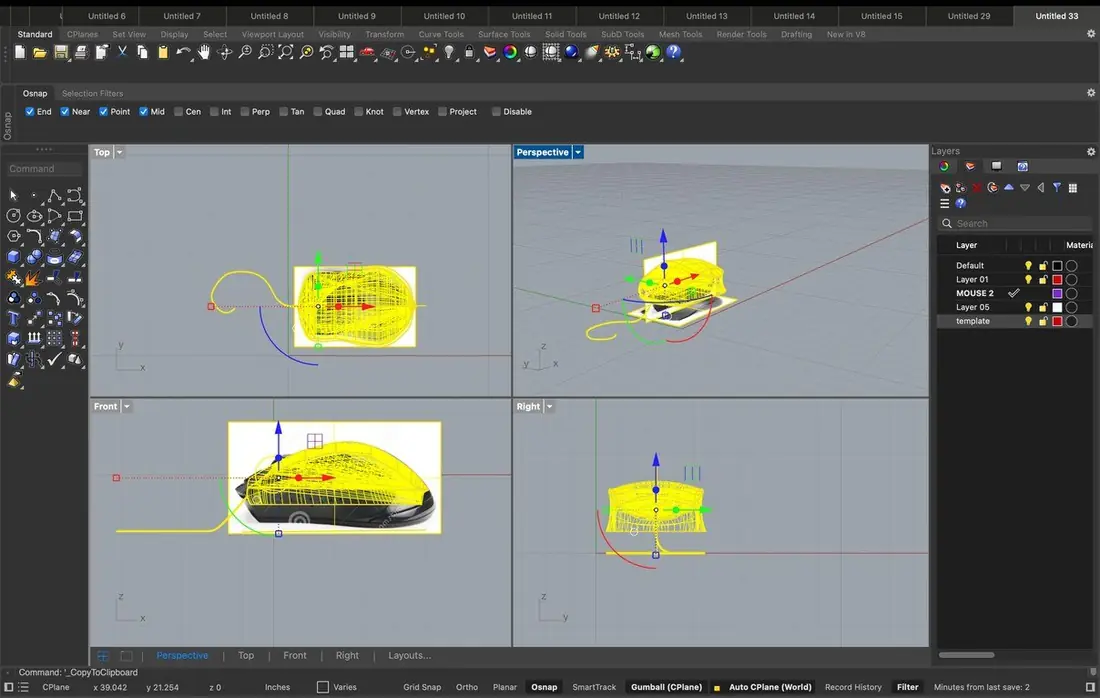 Untitled 6 Untitled 7 Untitled 8 Untitled 9 Untitled 10 Untitled 11 Untitled 12 Untitled 13 Untitled 14 Untitled 15 Untitled 29 Untitled 33
Standard CPlanes Set View Display Select Viewport Layout Visibility Transform Curve Tools Surface Tools Solid Tools SubD Tools Mesh Tools Render Tools Drafting New in V8
Osnap Selection Filters
End Near Point Mid Cen Int Perp Tan Quad Knot Vertex Project Disable
Osnap
Command
Top
y
x
Perspective
z
y x
Front
z
x
Right
z
y
Layers
Search
Layer Materia
Default
Layer 01
MOUSE 2
Layer 05
template
Perspective Top Front Right Layouts...
Command: '_CopyToClipboard
CPlane x 39.042 y 21.254 z 0 Inches Varies Grid Snap Ortho Planar Osnap SmartTrack Gumball (CPlane) Auto CPlane (World) Record History Filter Minutes from last save: 2